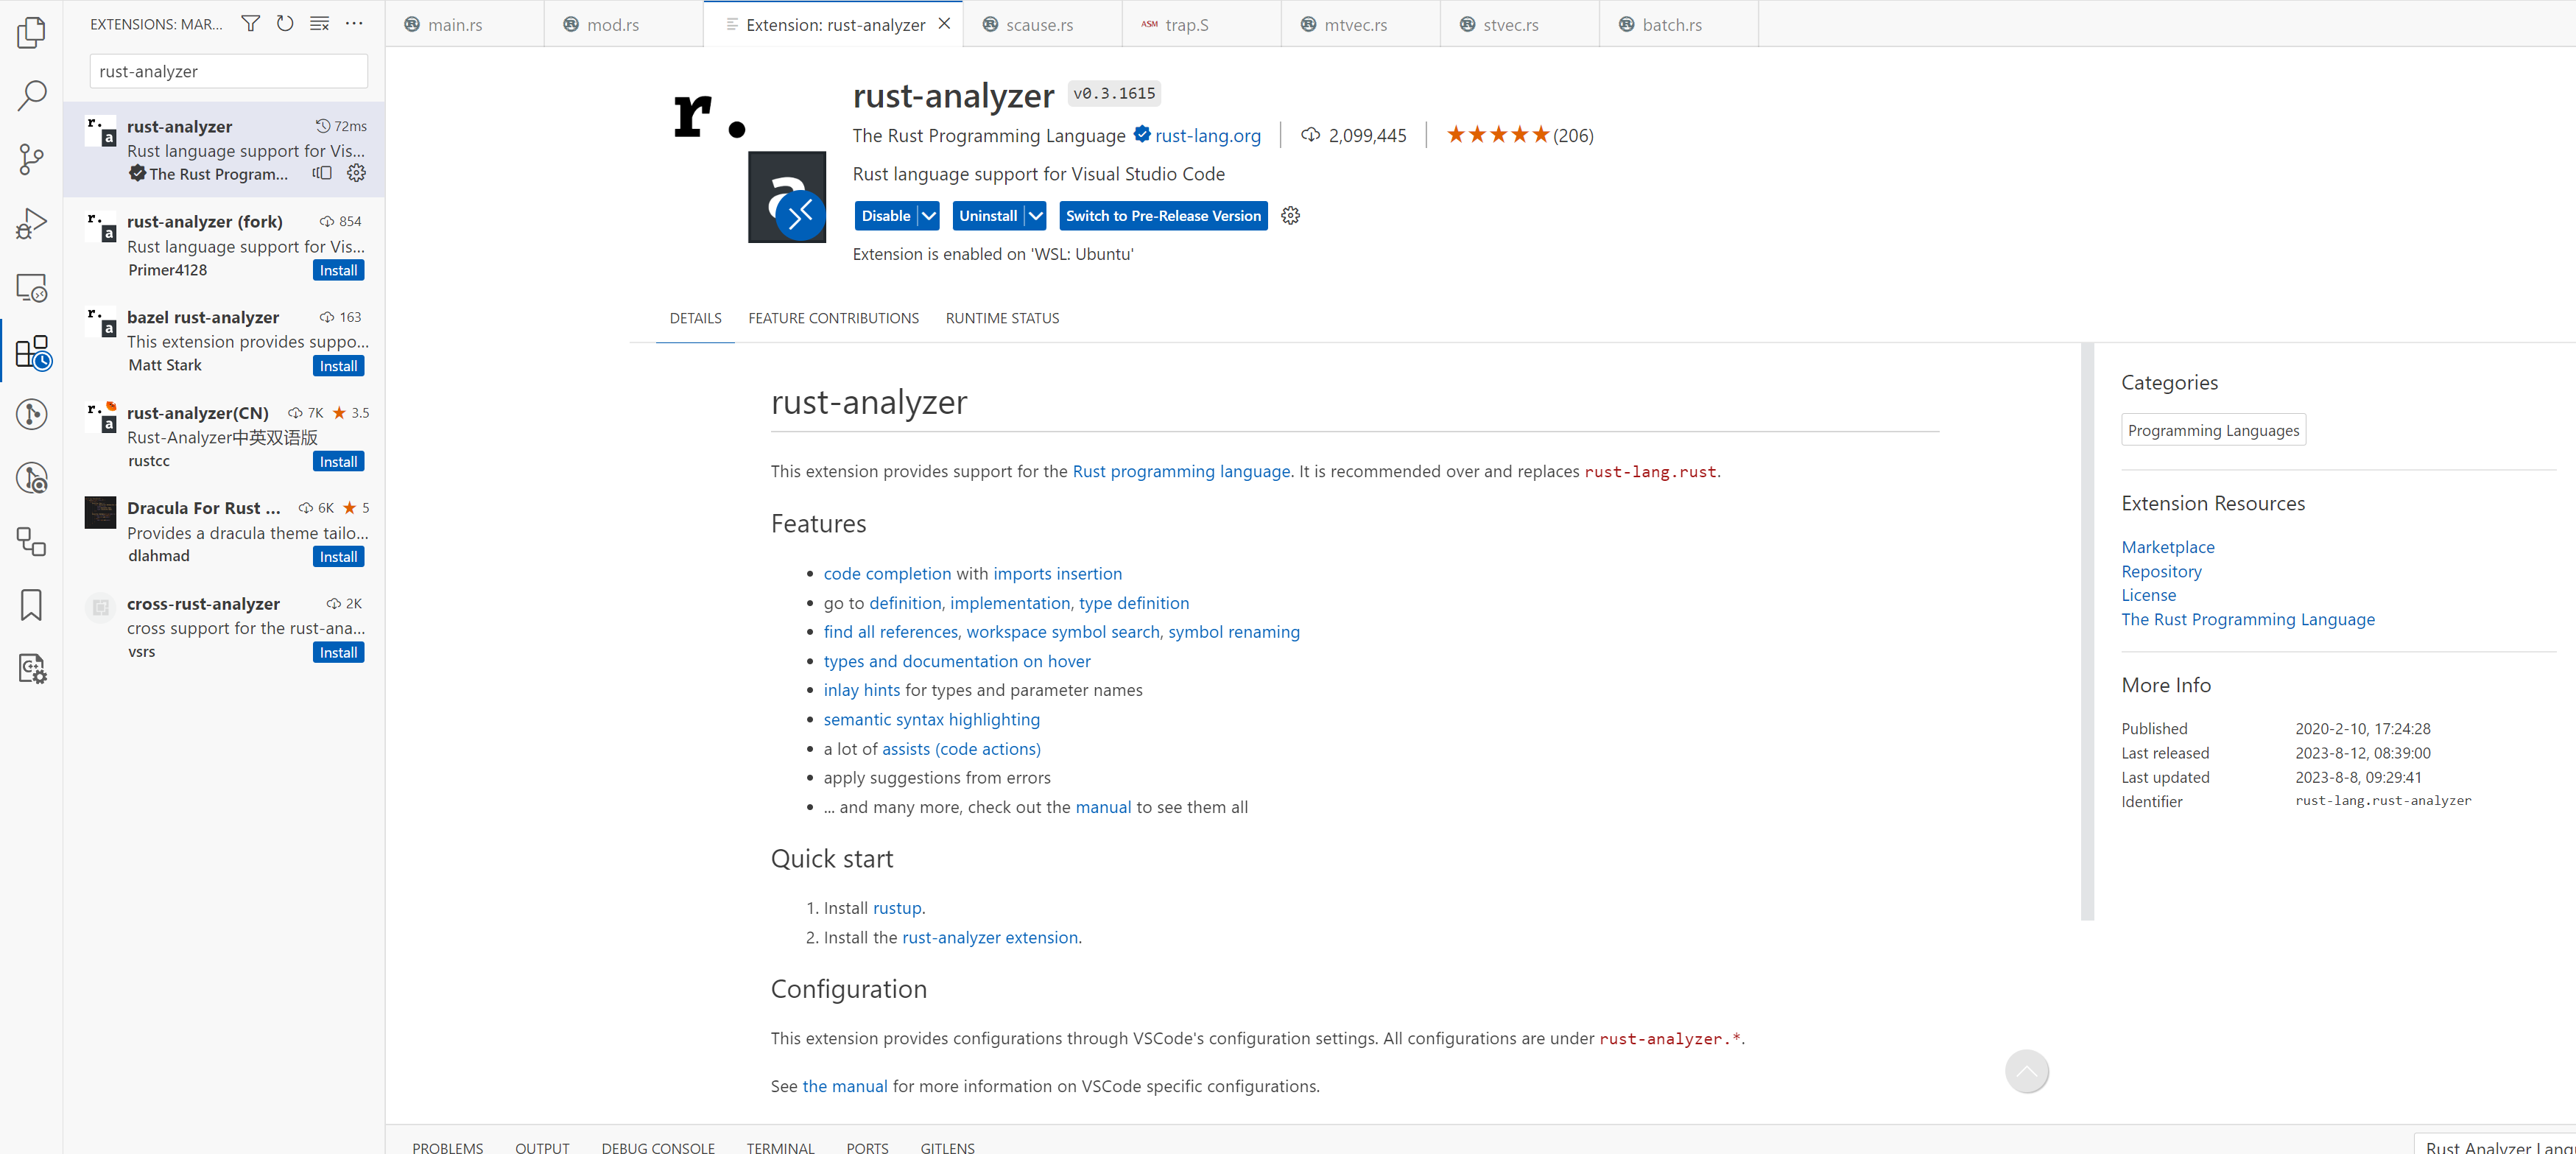 EXTENSIONS: MAR...
rust-analyzer
rust-analyzer 72ms
Rust language support for Vis...
The Rust Program...
rust-analyzer (fork) 854
Rust language support for Vis...
Primer4128 Install
bazel rust-analyzer 163
This extension provides suppo...
Matt Stark Install
rust-analyzer(CN) 7K 3.5
Rust-Analyzer中英双语版
rustcc Install
Dracula For Rust ... 6K 5
Provides a dracula theme tailo...
dlahmad Install
cross-rust-analyzer 2K
cross support for the rust-ana...
vsrs Install
main.rs mod.rs Extension: rust-analyzer scause.rs ASM trap.S mtvec.rs stvec.rs batch.rs
r.
a
rust-analyzer v0.3.1615
The Rust Programming Language rust-lang.org 2,099,445 (206)
Rust language support for Visual Studio Code
Disable Uninstall Switch to Pre-Release Version
Extension is enabled on 'WSL: Ubuntu'
DETAILS FEATURE CONTRIBUTIONS RUNTIME STATUS
rust-analyzer
This extension provides support for the Rust programming language. It is recommended over and replaces rust-lang.rust.
Features
• code completion with imports insertion
• go to definition, implementation, type definition
• find all references, workspace symbol search, symbol renaming
• types and documentation on hover
• inlay hints for types and parameter names
• semantic syntax highlighting
• a lot of assists (code actions)
• apply suggestions from errors
• ... and many more, check out the manual to see them all
Quick start
1. Install rustup.
2. Install the rust-analyzer extension.
Configuration
This extension provides configurations through VSCode's configuration settings. All configurations are under rust-analyzer.*.
See the manual for more information on VSCode specific configurations.
Categories
Programming Languages
Extension Resources
Marketplace
Repository
License
The Rust Programming Language
More Info
Published 2020-2-10, 17:24:28
Last released 2023-8-12, 08:39:00
Last updated 2023-8-8, 09:29:41
Identifier rust-lang.rust-analyzer
PROBLEMS OUTPUT DEBUG CONSOLE TERMINAL PORTS GITLENS
Rust Analyzer Lang